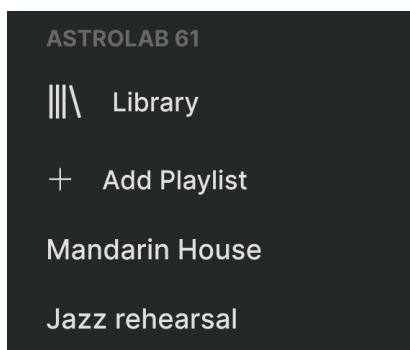 ASTROLAB 61
Library
Add Playlist
Mandarin House
Jazz rehearsal